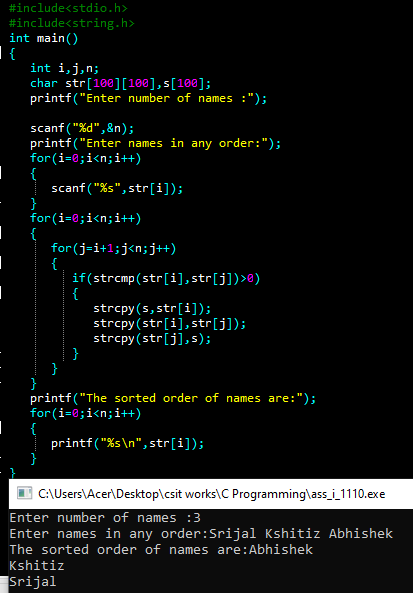 #include<stdio.h>
#include<string.h>
int main()
{
int i,j,n;
char str[100][100],s[100];
printf("Enter number of names :");
scanf("%d",&n);
printf("Enter names in any order:");
for(i=0;i<n;i++)
{
scanf("%s",str[i]);
}
for(i=0;i<n;i++)
{
for(j=i+1;j<n;j++)
{
if(strcmp(str[i],str[j])>0)
{
strcpy(s,str[i]);
strcpy(str[i],str[j]);
strcpy(str[j],s);
}
}
}
printf("The sorted order of names are:");
for(i=0;i<n;i++)
{
printf("%s\n",str[i]);
}
}
C:\Users\Acer\Desktop\csit works\C Programming\ass_i_1110.exe
Enter number of names :3
Enter names in any order:Srijal Kshitiz Abhishek
The sorted order of names are:Abhishek
Kshitiz
Srijal